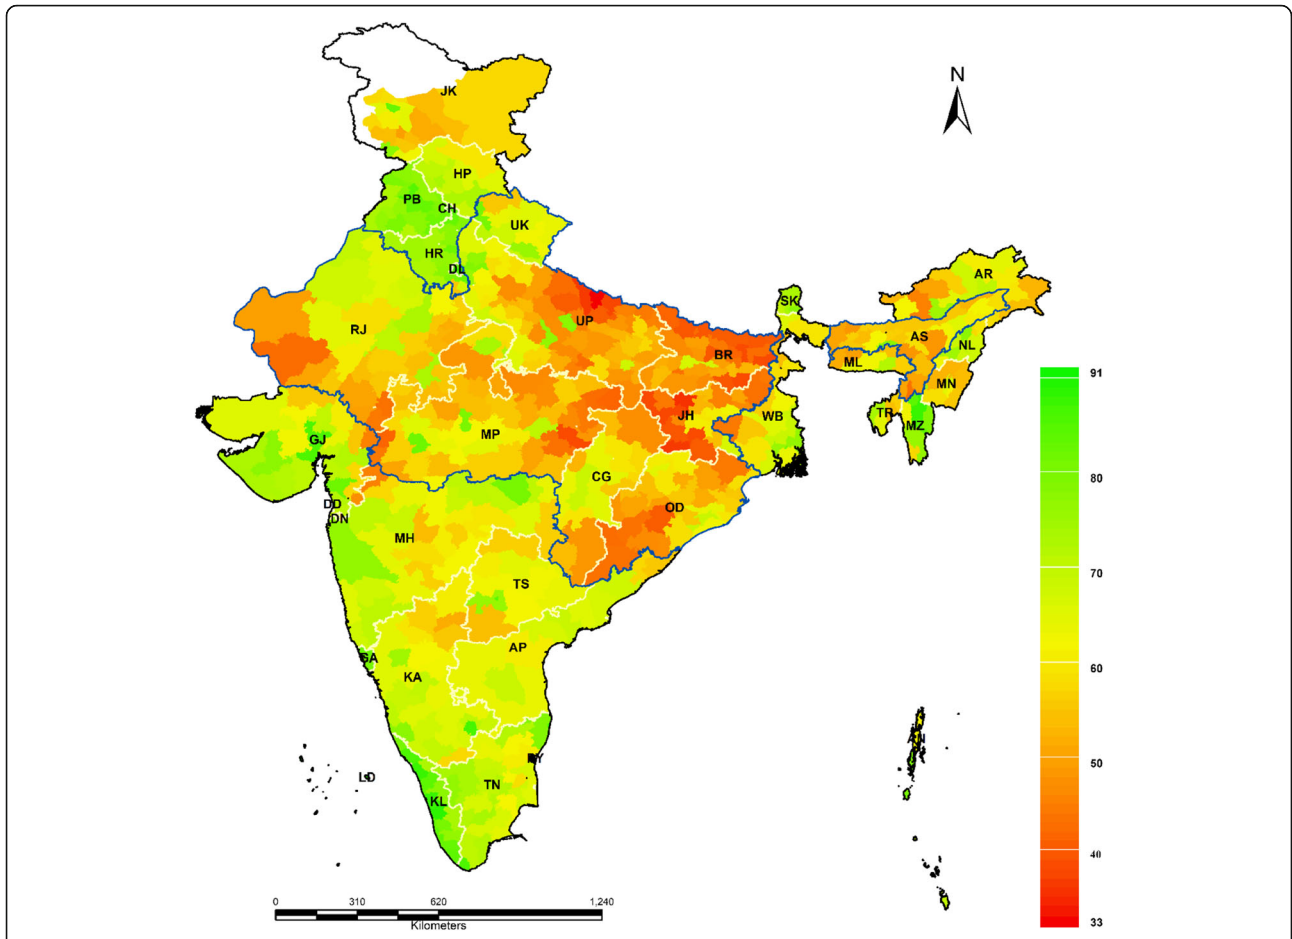 N
JK
HP
PB
CH
UK
HR
DL
AR
SK
RJ
UP
AS
NL
BR
ML
MN
91
JH
WB
TR
MZ
GJ
MP
CG
80
DD
DN
OD
MH
TS
70
AP
GA
KA
60
PY
LD
TN
KL
50
40
0 310 620 1,240
Kilometers
33